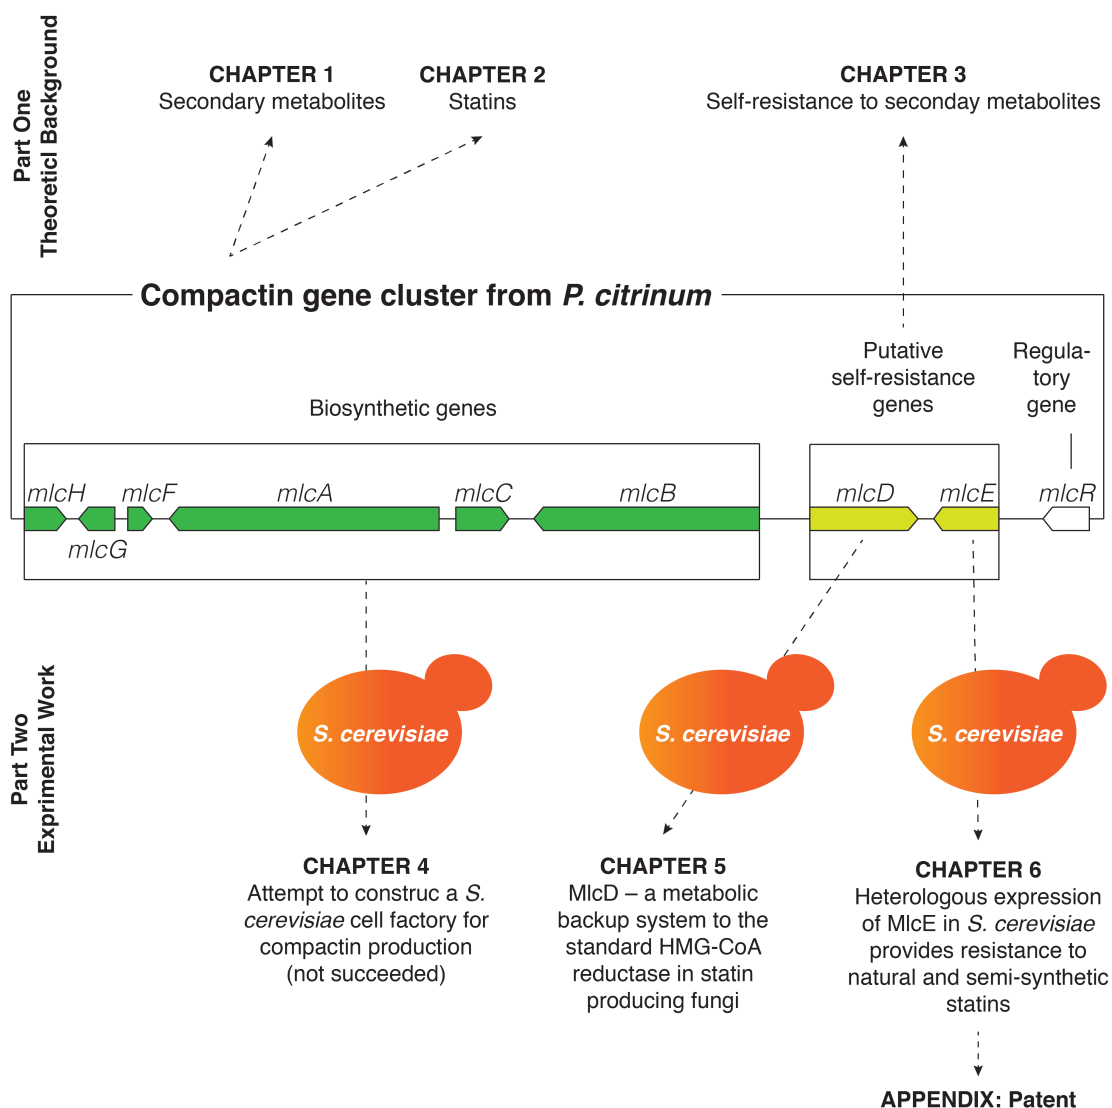 Part One
Theoreticl Background
CHAPTER 1
Secondary metabolites
CHAPTER 2
Statins
CHAPTER 3
Self-resistance to seconday metabolites
Compactin gene cluster from P. citrinum
Biosynthetic genes
Putative
self-resistance
genes
Regula-
tory
gene
mlcH
mlcG
mlcF
mlcA
mlcC
mlcB
mlcD
mlcE
mlcR
Part Two
Exprimental Work
S. cerevisiae
S. cerevisiae
S. cerevisiae
CHAPTER 4
Attempt to construc a S.
cerevisiae cell factory for
compactin production
(not succeeded)
CHAPTER 5
MlcD – a metabolic
backup system to the
standard HMG-CoA
reductase in statin
producing fungi
CHAPTER 6
Heterologous expression
of MlcE in S. cerevisiae
provides resistance to
natural and semi-synthetic
statins
APPENDIX: Patent